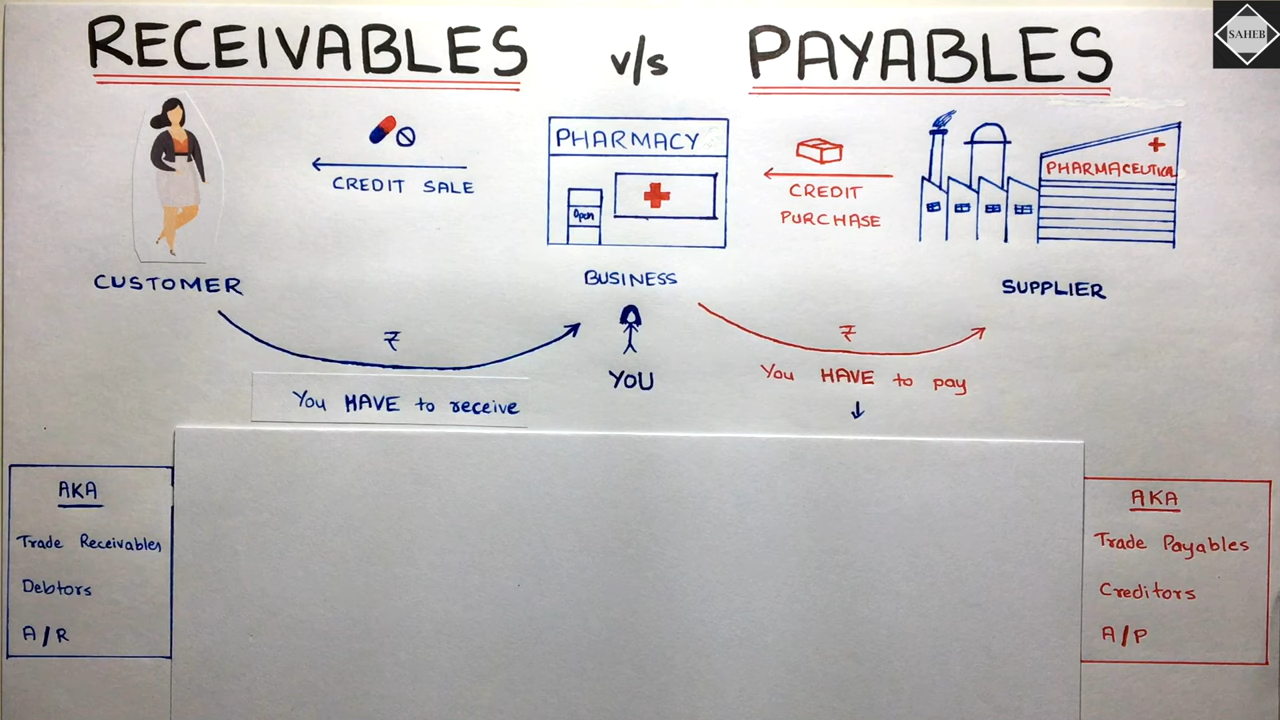 RECEIVABLES v/s PAYABLES
SAHEB
CREDIT SALE
PHARMACY
Open
CREDIT
PURCHASE
PHARMACEUTICAL
CUSTOMER
BUSINESS
SUPPLIER
₹
₹
YOU
You HAVE to receive
You HAVE to pay
AKA
Trade Receivables
Debtors
A/R
AKA
Trade Payables
Creditors
A/P